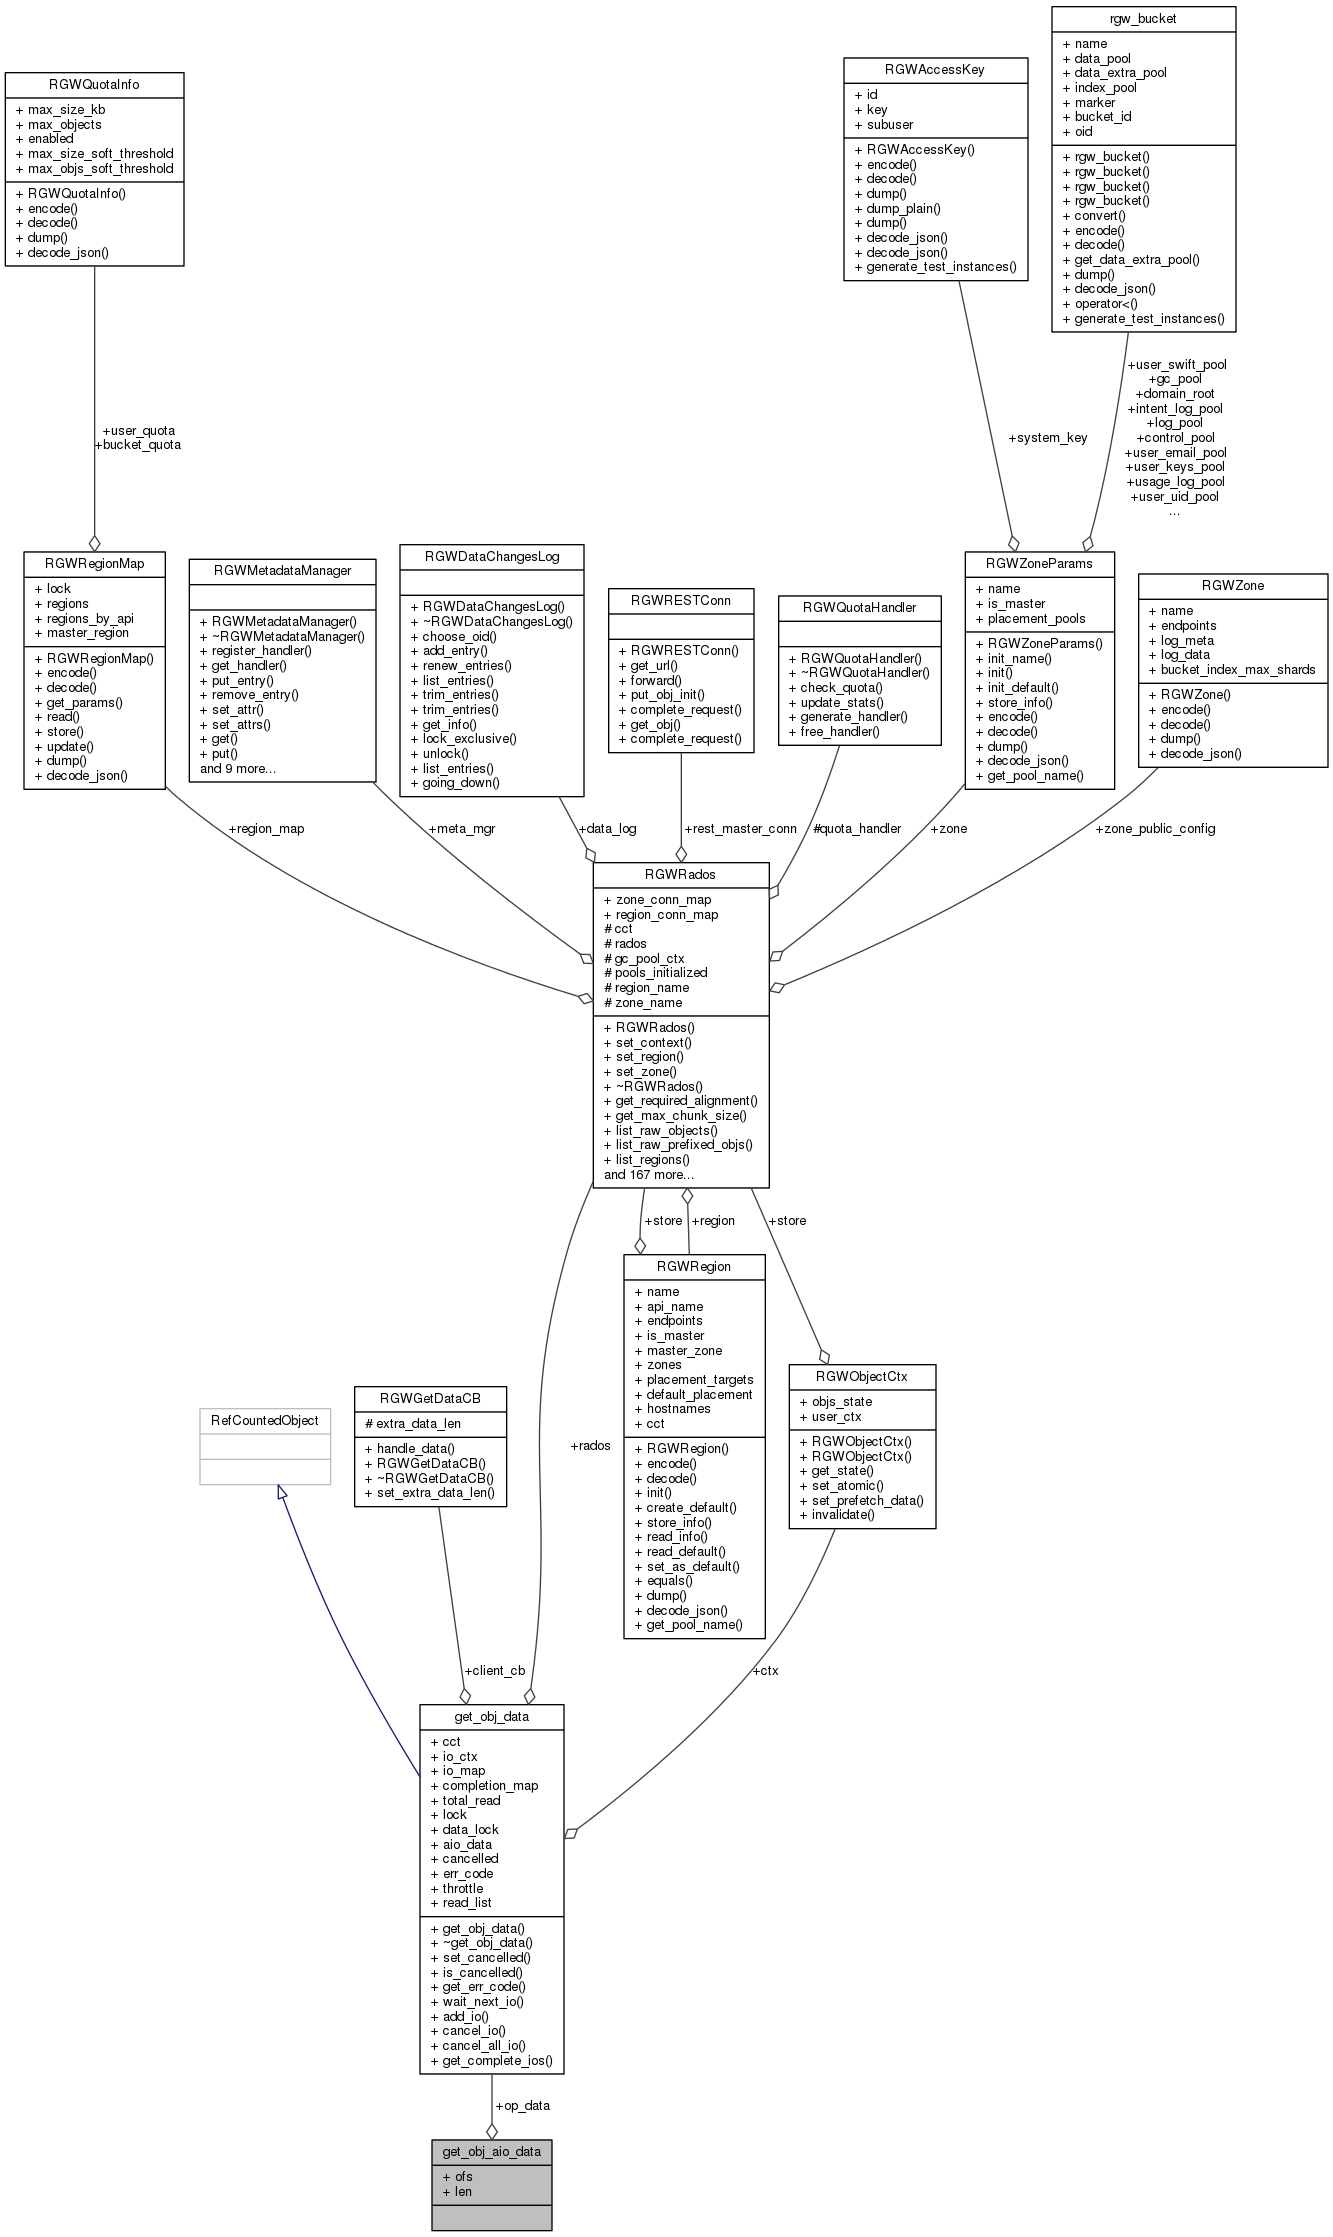 rgw_bucket
+ name
+ data_pool
+ data_extra_pool
+ index_pool
+ marker
+ bucket_id
+ oid
+ rgw_bucket()
+ rgw_bucket()
+ rgw_bucket()
+ rgw_bucket()
+ convert()
+ encode()
+ decode()
+ get_data_extra_pool()
+ dump()
+ decode_json()
+ operator<()
+ generate_test_instances()
RGWAccessKey
+ id
+ key
+ subuser
+ RGWAccessKey()
+ encode()
+ decode()
+ dump()
+ dump_plain()
+ dump()
+ decode_json()
+ decode_json()
+ generate_test_instances()
RGWQuotaInfo
+ max_size_kb
+ max_objects
+ enabled
+ max_size_soft_threshold
+ max_objs_soft_threshold
+ RGWQuotaInfo()
+ encode()
+ decode()
+ dump()
+ decode_json()
+user_quota
+bucket_quota
+system_key
+user_swift_pool
+gc_pool
+domain_root
+intent_log_pool
+log_pool
+control_pool
+user_email_pool
+user_keys_pool
+usage_log_pool
+user_uid_pool
...
RGWRegionMap
+ lock
+ regions
+ regions_by_api
+ master_region
+ RGWRegionMap()
+ encode()
+ decode()
+ get_params()
+ read()
+ store()
+ update()
+ dump()
+ decode_json()
RGWMetadataManager
+ RGWMetadataManager()
+ ~RGWMetadataManager()
+ register_handler()
+ get_handler()
+ put_entry()
+ remove_entry()
+ set_attr()
+ set_attrs()
+ get()
+ put()
and 9 more...
RGWDataChangesLog
+ RGWDataChangesLog()
+ ~RGWDataChangesLog()
+ choose_oid()
+ add_entry()
+ renew_entries()
+ list_entries()
+ trim_entries()
+ trim_entries()
+ get_info()
+ lock_exclusive()
+ unlock()
+ list_entries()
+ going_down()
RGWRESTConn
+ RGWRESTConn()
+ get_url()
+ forward()
+ put_obj_init()
+ complete_request()
+ get_obj()
+ complete_request()
RGWQuotaHandler
+ RGWQuotaHandler()
+ ~RGWQuotaHandler()
+ check_quota()
+ update_stats()
+ generate_handler()
+ free_handler()
RGWZoneParams
+ name
+ is_master
+ placement_pools
+ RGWZoneParams()
+ init_name()
+ init()
+ init_default()
+ store_info()
+ encode()
+ decode()
+ dump()
+ decode_json()
+ get_pool_name()
RGWZone
+ name
+ endpoints
+ log_meta
+ log_data
+ bucket_index_max_shards
+ RGWZone()
+ encode()
+ decode()
+ dump()
+ decode_json()
+region_map
+meta_mgr
+data_log
+rest_master_conn
#quota_handler
+zone
+zone_public_config
RGWRados
+ zone_conn_map
+ region_conn_map
# cct
# rados
# gc_pool_ctx
# pools_initialized
# region_name
# zone_name
+ RGWRados()
+ set_context()
+ set_region()
+ set_zone()
+ ~RGWRados()
+ get_required_alignment()
+ get_max_chunk_size()
+ list_raw_objects()
+ list_raw_prefixed_objs()
+ list_regions()
and 167 more...
+store
+region
+store
RGWRegion
+ name
+ api_name
+ endpoints
+ is_master
+ master_zone
+ zones
+ placement_targets
+ default_placement
+ hostnames
+ cct
+ RGWRegion()
+ encode()
+ decode()
+ init()
+ create_default()
+ store_info()
+ read_info()
+ read_default()
+ set_as_default()
+ equals()
+ dump()
+ decode_json()
+ get_pool_name()
RGWObjectCtx
+ objs_state
+ user_ctx
+ RGWObjectCtx()
+ RGWObjectCtx()
+ get_state()
+ set_atomic()
+ set_prefetch_data()
+ invalidate()
RGWGetDataCB
# extra_data_len
+ handle_data()
+ RGWGetDataCB()
+ ~RGWGetDataCB()
+ set_extra_data_len()
RefCountedObject
+rados
+client_cb
+ctx
get_obj_data
+ cct
+ io_ctx
+ io_map
+ completion_map
+ total_read
+ lock
+ data_lock
+ aio_data
+ cancelled
+ err_code
+ throttle
+ read_list
+ get_obj_data()
+ ~get_obj_data()
+ set_cancelled()
+ is_cancelled()
+ get_err_code()
+ wait_next_io()
+ add_io()
+ cancel_io()
+ cancel_all_io()
+ get_complete_ios()
+op_data
get_obj_aio_data
+ ofs
+ len